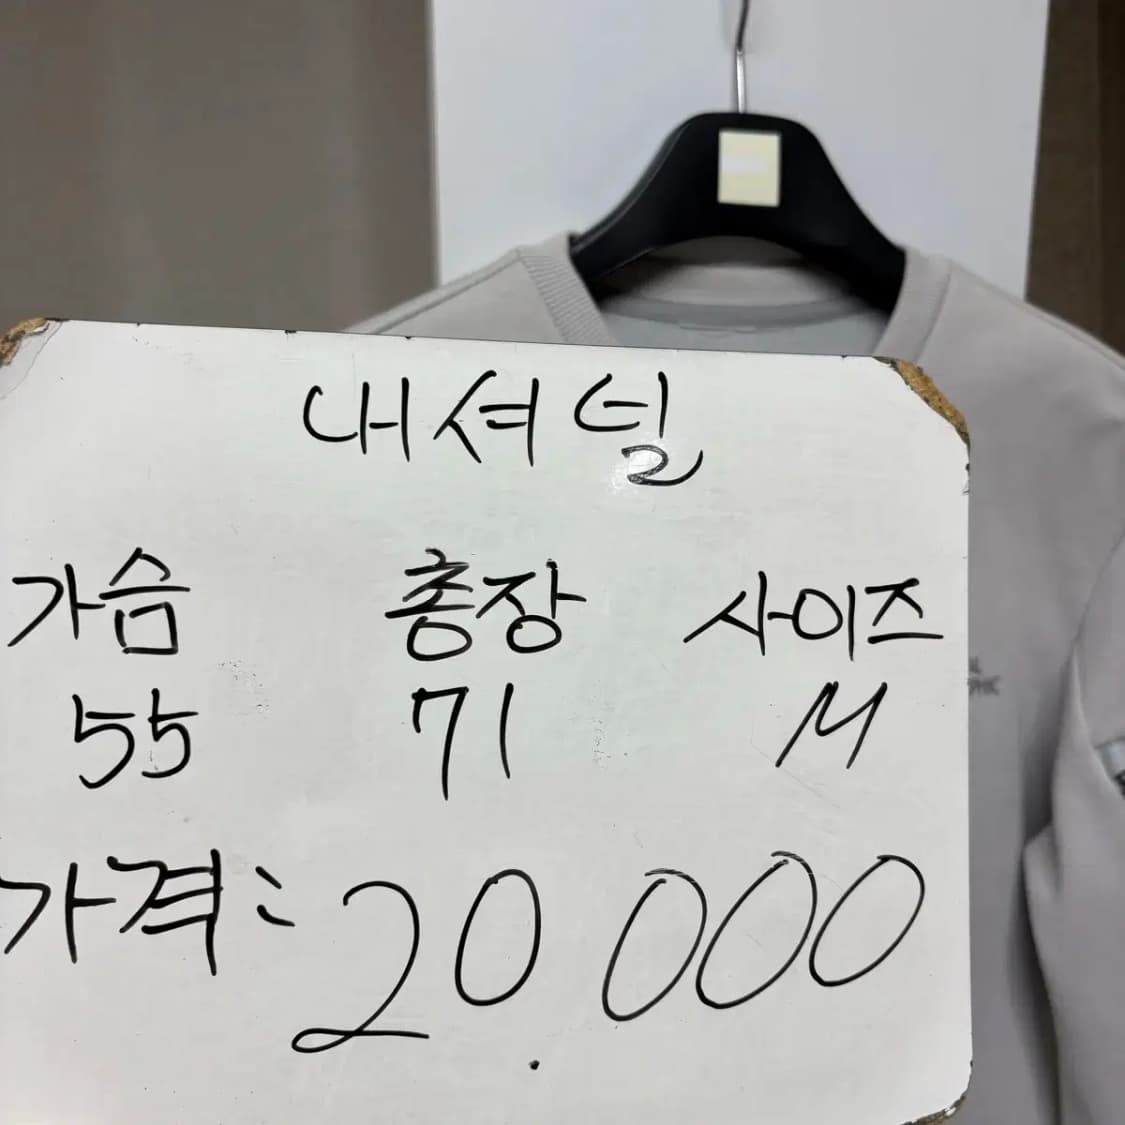 내셔널
가슴 총장 사이즈
55 71 M
가격: 20.000